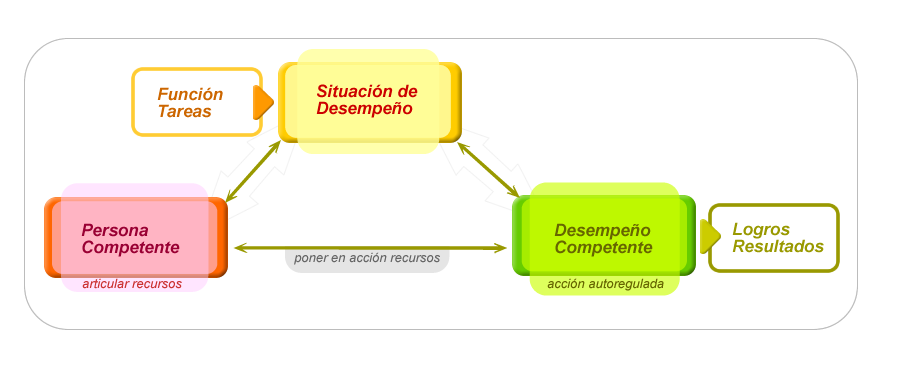 Función
Tareas
Situación de
Desempeño
Persona
Competente
articular recursos
poner en acción recursos
Desempeño
Competente
acción autoregulada
Logros
Resultados